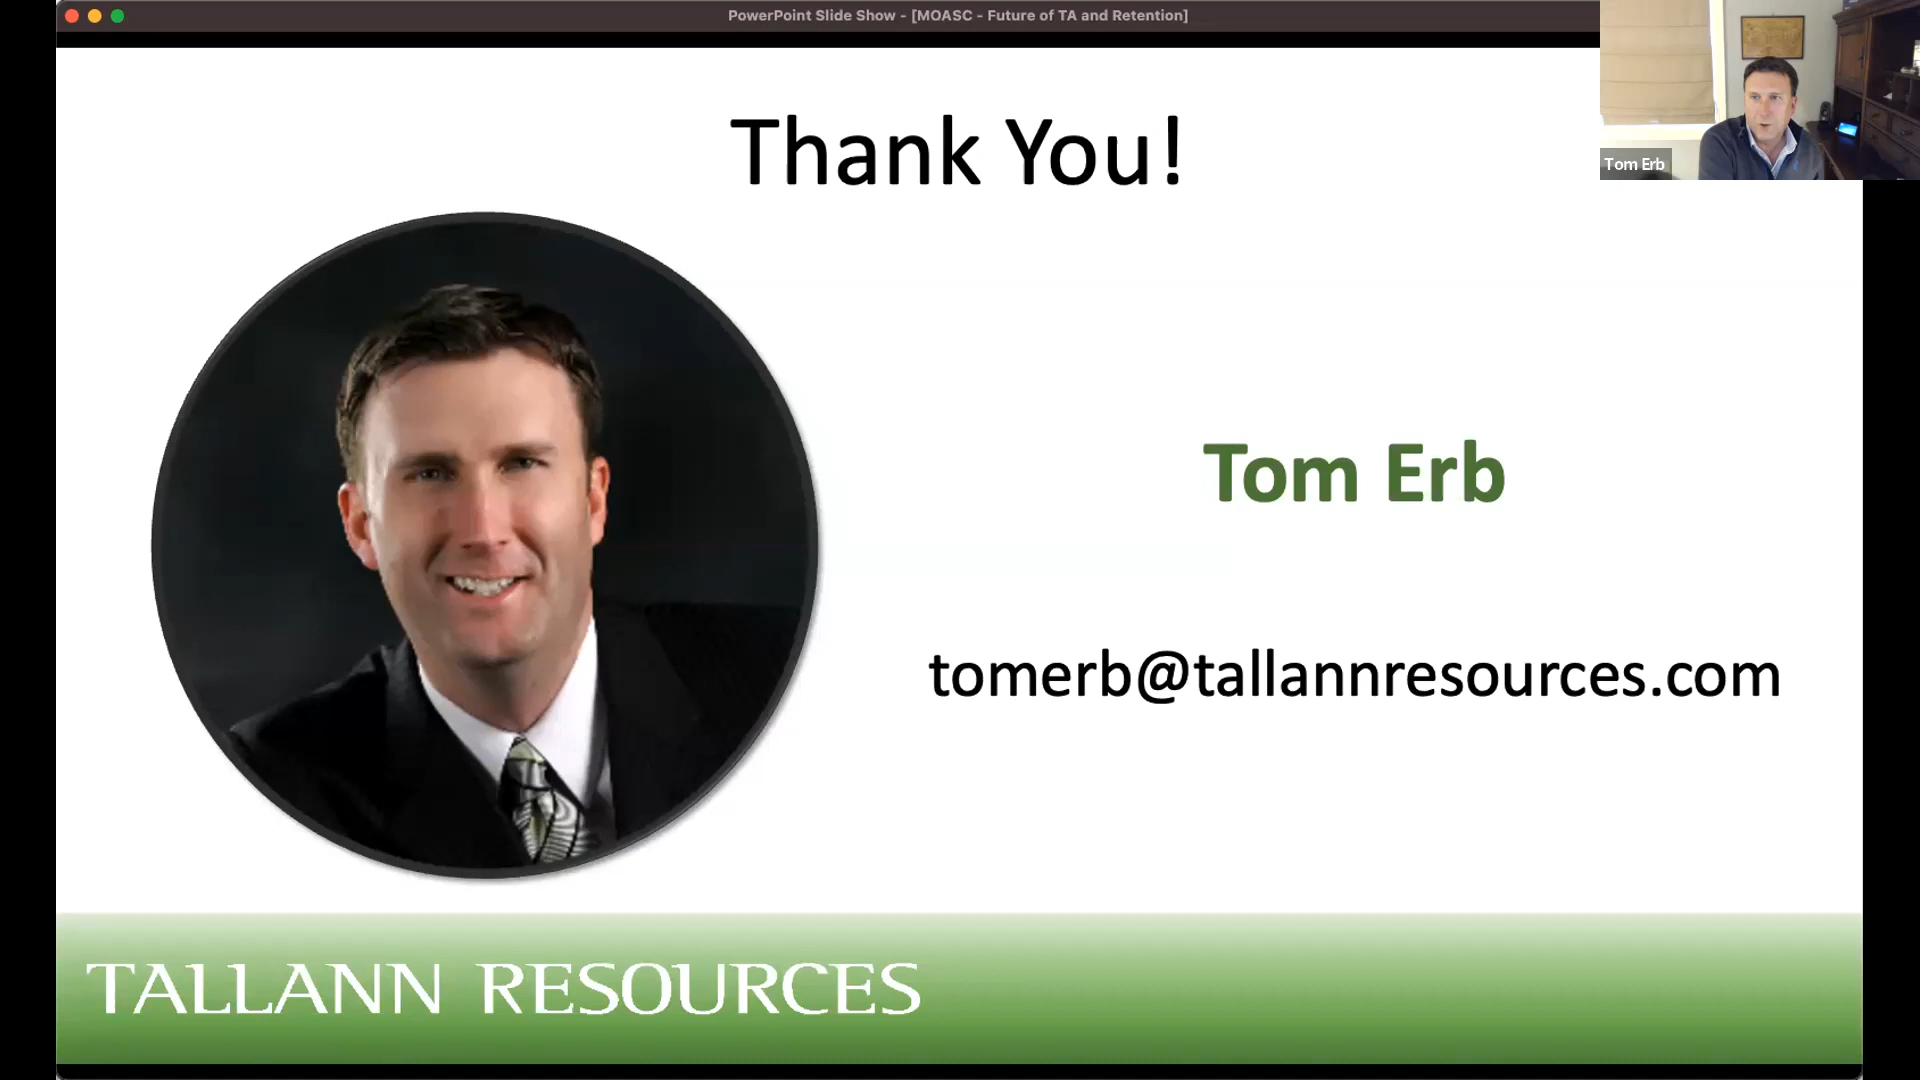 PowerPoint Slide Show - [MOASC - Future of TA and Retention]
Tom Erb
Thank You!
Tom Erb
tomerb@tallannresources.com
TALLANN RESOURCES